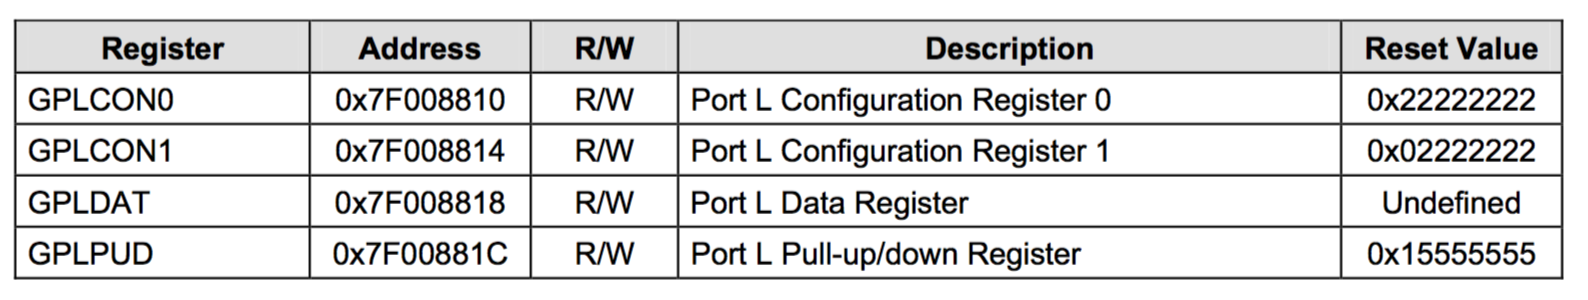 Register Address R/W Description Reset Value
GPLCON0 0x7F008810 R/W Port L Configuration Register 0 0x22222222
GPLCON1 0x7F008814 R/W Port L Configuration Register 1 0x02222222
GPLDAT 0x7F008818 R/W Port L Data Register Undefined
GPLPUD 0x7F00881C R/W Port L Pull-up/down Register 0x15555555